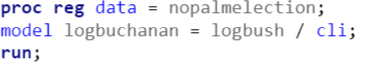 proc reg data = nopalmelection;
model logbuchanan = logbush / cli;
run;